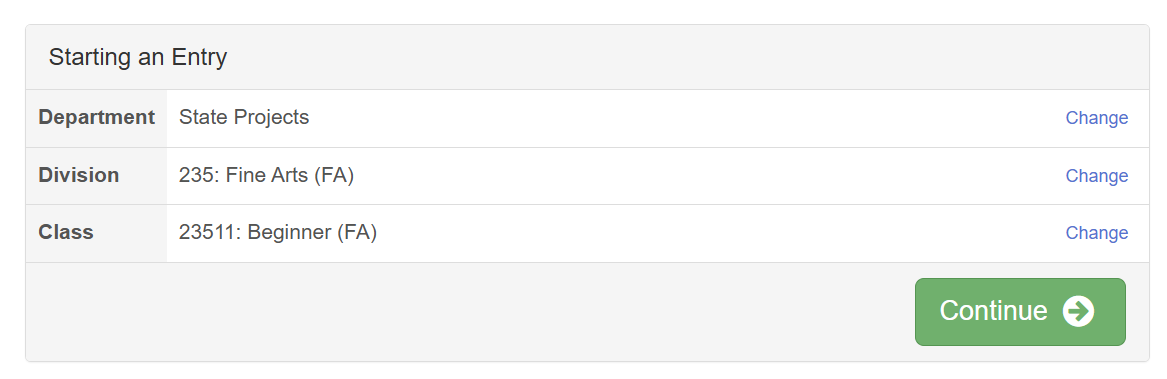 Starting an Entry
Department State Projects Change
Division 235: Fine Arts (FA) Change
Class 23511: Beginner (FA) Change
Continue